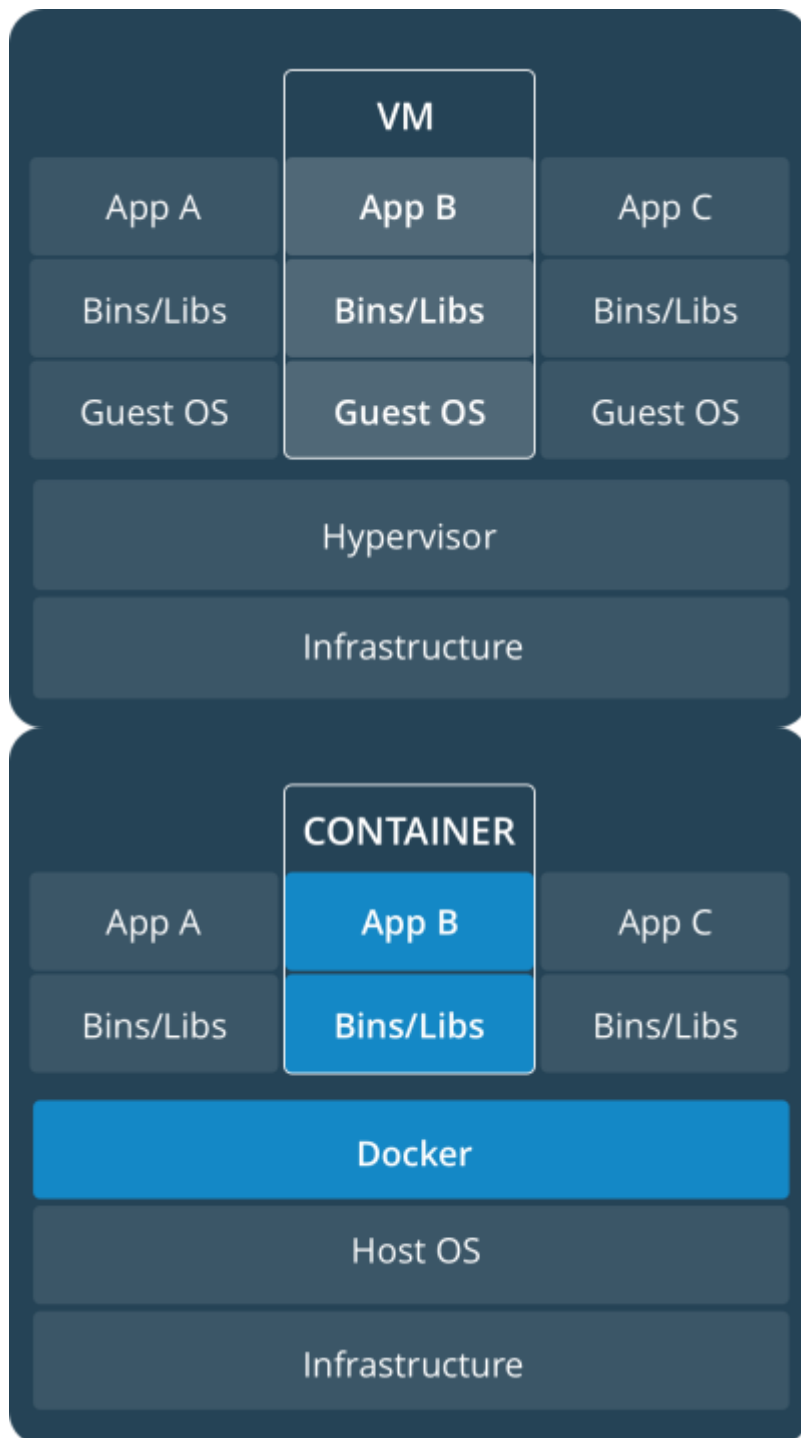 VM
App A App B App C
Bins/Libs Bins/Libs Bins/Libs
Guest OS Guest OS Guest OS
Hypervisor
Infrastructure
CONTAINER
App A App B App C
Bins/Libs Bins/Libs Bins/Libs
Docker
Host OS
Infrastructure